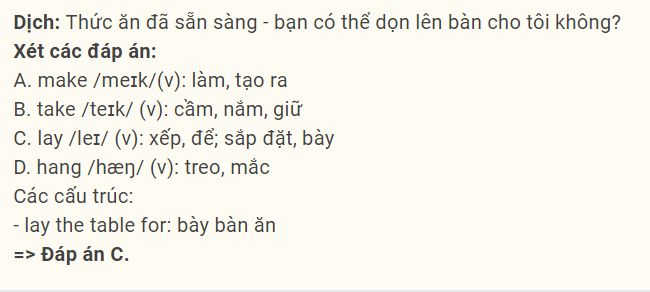 Dịch: Thức ăn đã sẵn sàng - bạn có thể dọn lên bàn cho tôi không?
Xét các đáp án:
A. make /meɪk/(v): làm, tạo ra
B. take /teɪk/ (v): cầm, nắm, giữ
C. lay /leɪ/ (v): xếp, để; sắp đặt, bày
D. hang /hæŋ/ (v): treo, mắc
Các cấu trúc:
- lay the table for: bày bàn ăn
=> Đáp án C.